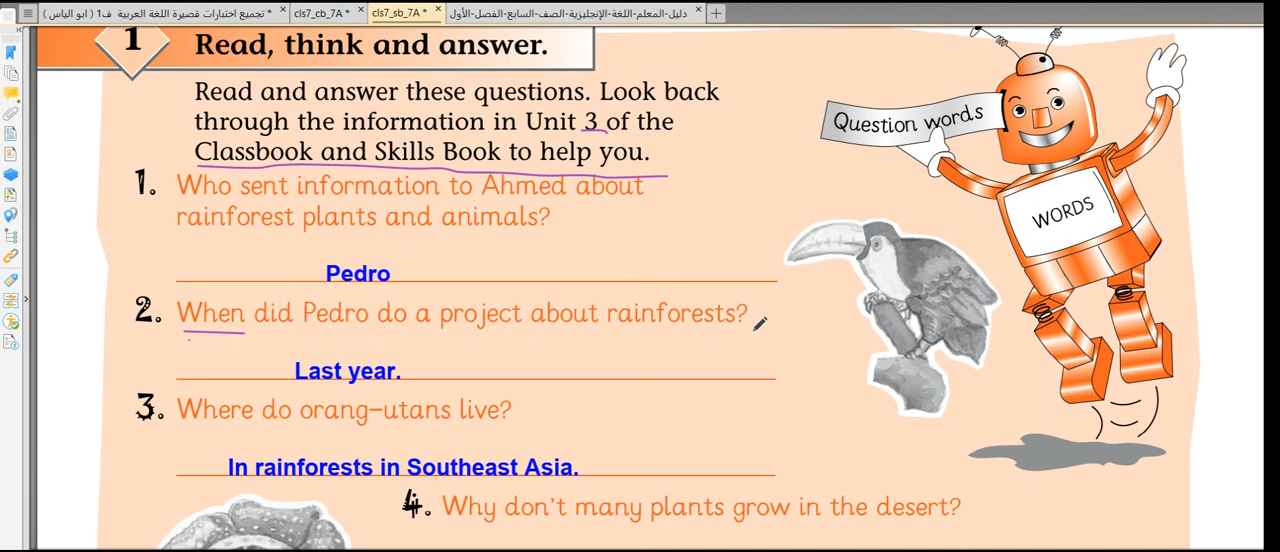 تجميع اختبارات قصيرة اللغة العربية ف1 ( ابو الياس ) * ×
cls7_cb_7A * ×
cls7_sb_7A * ×
دليل-المعلم-اللغة-الإنجليزية-الصف-السابع-الفصل-الأول ×
1 Read, think and answer.
Read and answer these questions. Look back
through the information in Unit 3 of the
Classbook and Skills Book to help you.
Question words
WORDS
1. Who sent information to Ahmed about
rainforest plants and animals?
Pedro
2. When did Pedro do a project about rainforests?
Last year.
3. Where do orang-utans live?
In rainforests in Southeast Asia.
4. Why don't many plants grow in the desert?